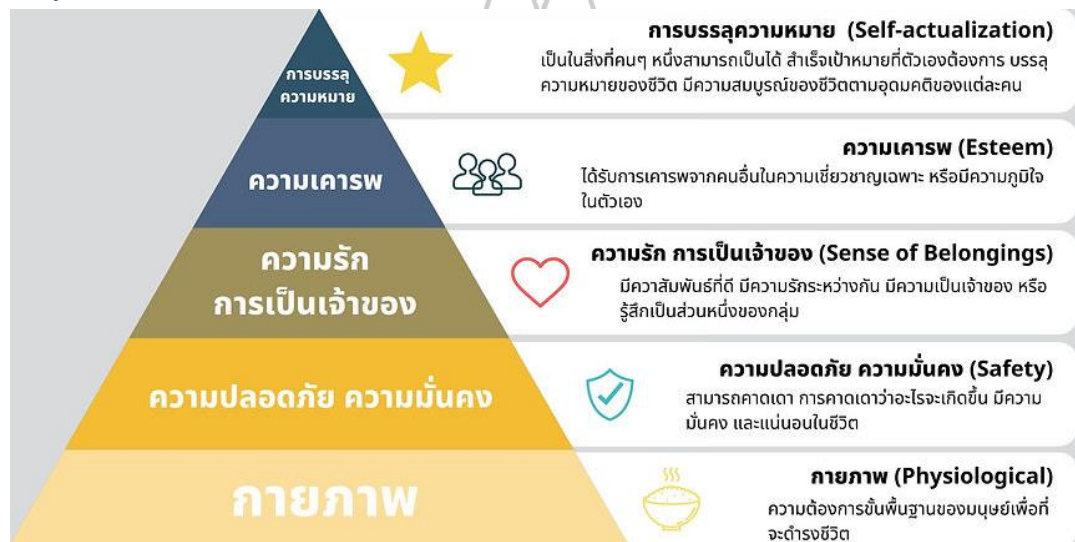 การบรรลุ
ความหมาย
การบรรลุความหมาย (Self-actualization)
เป็นในสิ่งที่คนๆ หนึ่งสามารถเป็นได้ สำเร็จเป้าหมายที่ตัวเองต้องการ บรรลุ
ความหมายของชีวิต มีความสมบูรณ์ของชีวิตตามอุดมคติของแต่ละคน
ความเคารพ
ความเคารพ (Esteem)
ได้รับการเคารพจากคนอื่นในความเชี่ยวชาญเฉพาะ หรือมีความภูมิใจ
ในตัวเอง
ความรัก
การเป็นเจ้าของ
ความรัก การเป็นเจ้าของ (Sense of Belongings)
มีความสัมพันธ์ที่ดี มีความรักระหว่างกัน มีความเป็นเจ้าของ หรือ
รู้สึกเป็นส่วนหนึ่งของกลุ่ม
ความปลอดภัย ความมั่นคง
ความปลอดภัย ความมั่นคง (Safety)
สามารถคาดเดา การคาดเดาว่าอะไรจะเกิดขึ้น มีความ
มั่นคง และแน่นอนในชีวิต
กายภาพ
กายภาพ (Physiological)
ความต้องการขั้นพื้นฐานของมนุษย์เพื่อที่
จะดำรงชีวิต